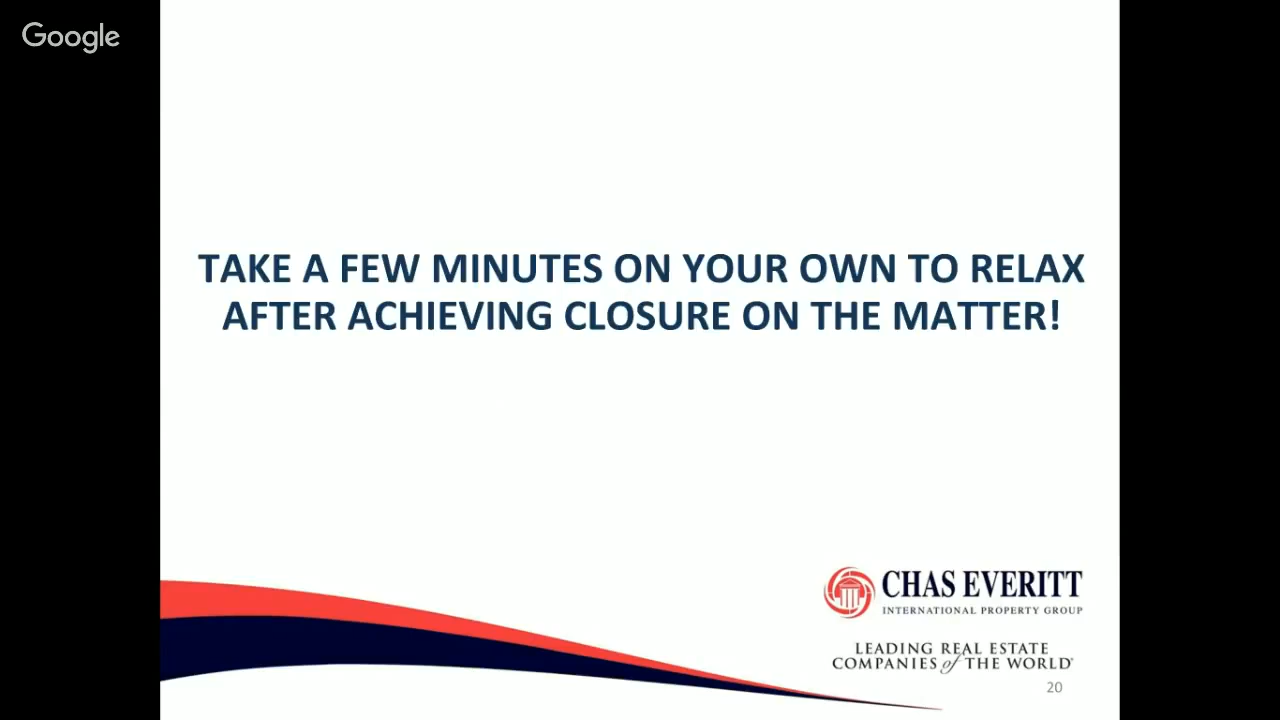 Google
TAKE A FEW MINUTES ON YOUR OWN TO RELAX
AFTER ACHIEVING CLOSURE ON THE MATTER!
CHAS EVERITT
INTERNATIONAL PROPERTY GROUP
LEADING REAL ESTATE
COMPANIES of THE WORLD®
20